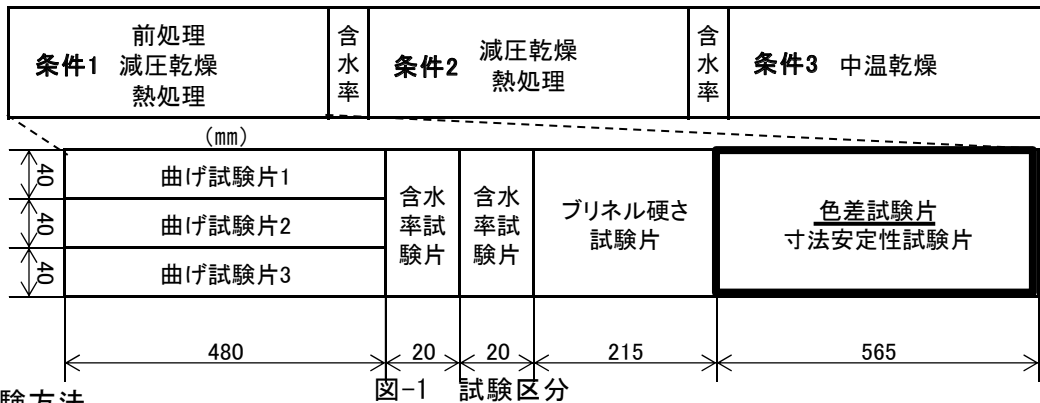 条件1 前処理
減圧乾燥
熱処理
含水率
条件2 減圧乾燥
熱処理
含水率
条件3 中温乾燥
(mm)
40
曲げ試験片1
40
曲げ試験片2
40
曲げ試験片3
含水率試験片
含水率試験片
ブリネル硬さ
試験片
色差試験片
寸法安定性試験片
480
20
20
215
565
図-1 試験区分
験方法